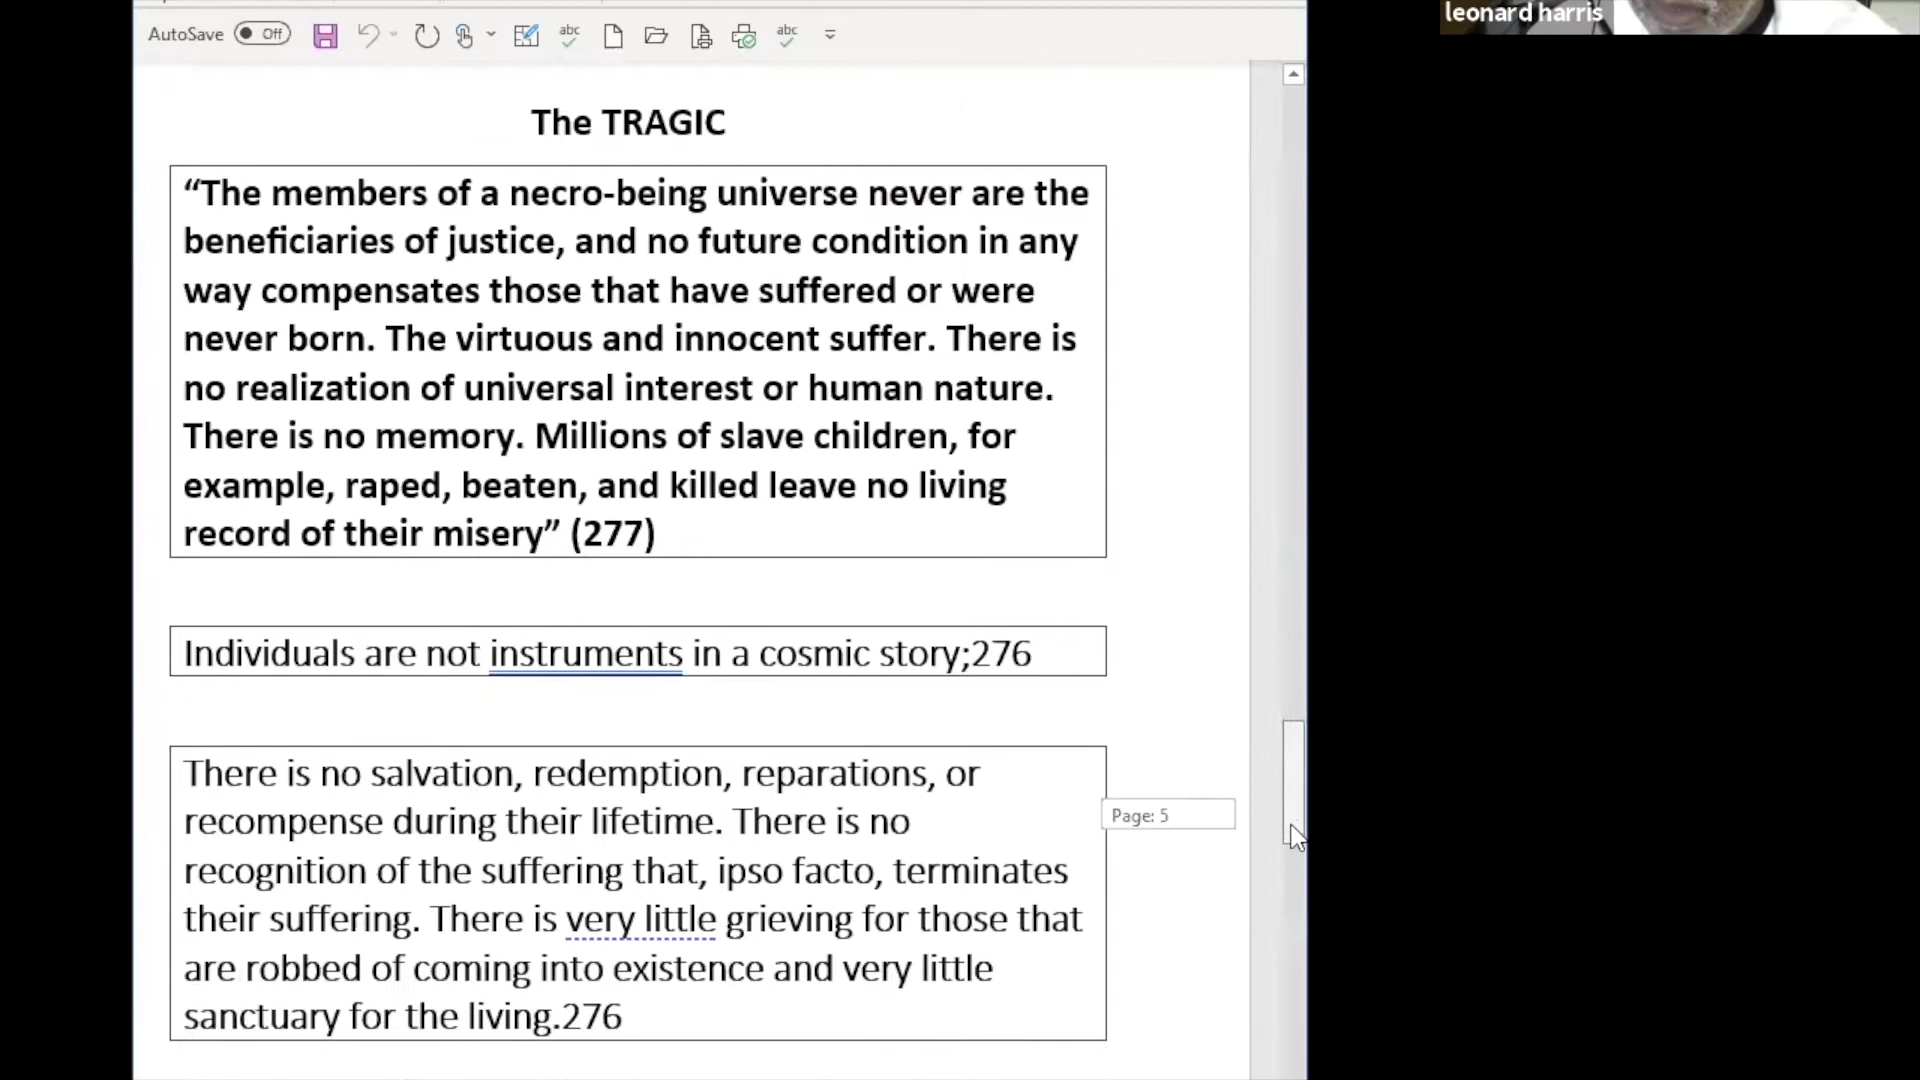 leonard harris
AutoSave Off
abc
abc
The TRAGIC
“The members of a necro-being universe never are the
beneficiaries of justice, and no future condition in any
way compensates those that have suffered or were
never born. The virtuous and innocent suffer. There is
no realization of universal interest or human nature.
There is no memory. Millions of slave children, for
example, raped, beaten, and killed leave no living
record of their misery” (277)
Individuals are not instruments in a cosmic story;276
There is no salvation, redemption, reparations, or
recompense during their lifetime. There is no
recognition of the suffering that, ipso facto, terminates
their suffering. There is very little grieving for those that
are robbed of coming into existence and very little
sanctuary for the living.276
Page: 5